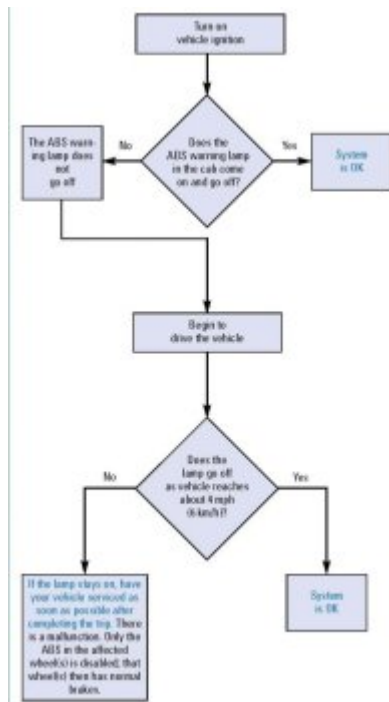 Turn on
vehicle ignition
The ABS warn-
ing lamp does
not
go off
No
Does the
ABS warning lamp
in the cab come
on and go off?
Yes
System
is OK
Begin to
drive the vehicle
No
Does the
lamp go off
as vehicle reaches
about 4 mph
(6 km/h)?
Yes
If the lamp stays on, have
your vehicle serviced as
soon as possible after
completing the trip. There
is a malfunction. Only the
ABS in the affected
wheel(s) is disabled; that
wheel(s) then has normal
brakes.
System
is OK